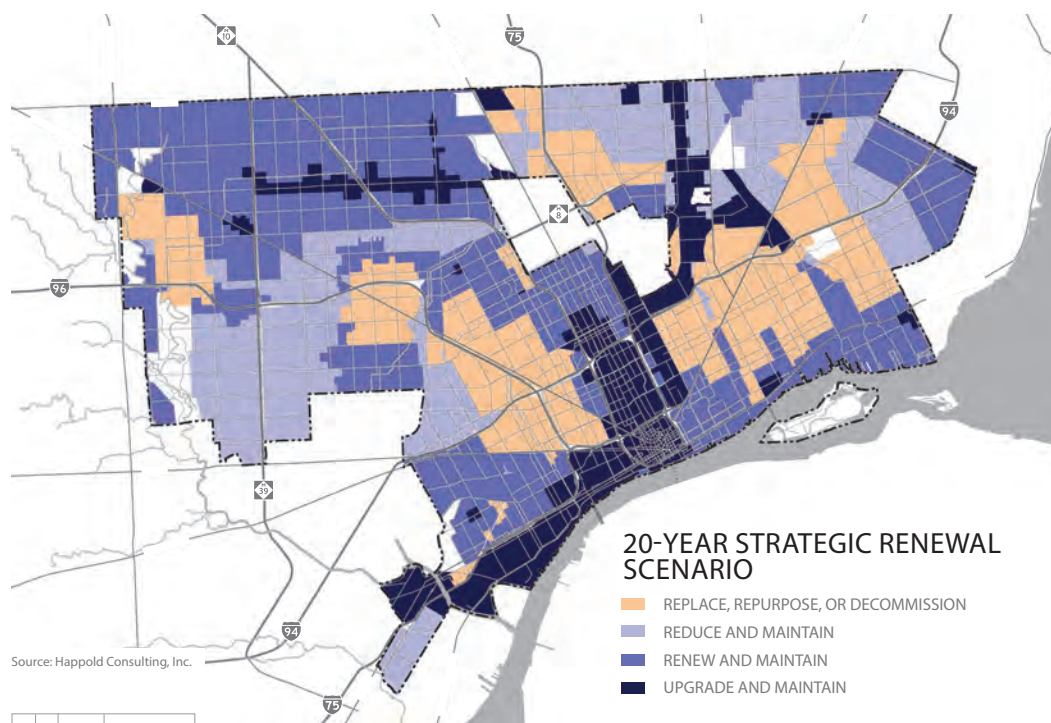 M
10
75
94
M
8
96
M
39
94
75
20-YEAR STRATEGIC RENEWAL
SCENARIO
REPLACE, REPURPOSE, OR DECOMMISSION
REDUCE AND MAINTAIN
RENEW AND MAINTAIN
UPGRADE AND MAINTAIN
Source: Happold Consulting, Inc.